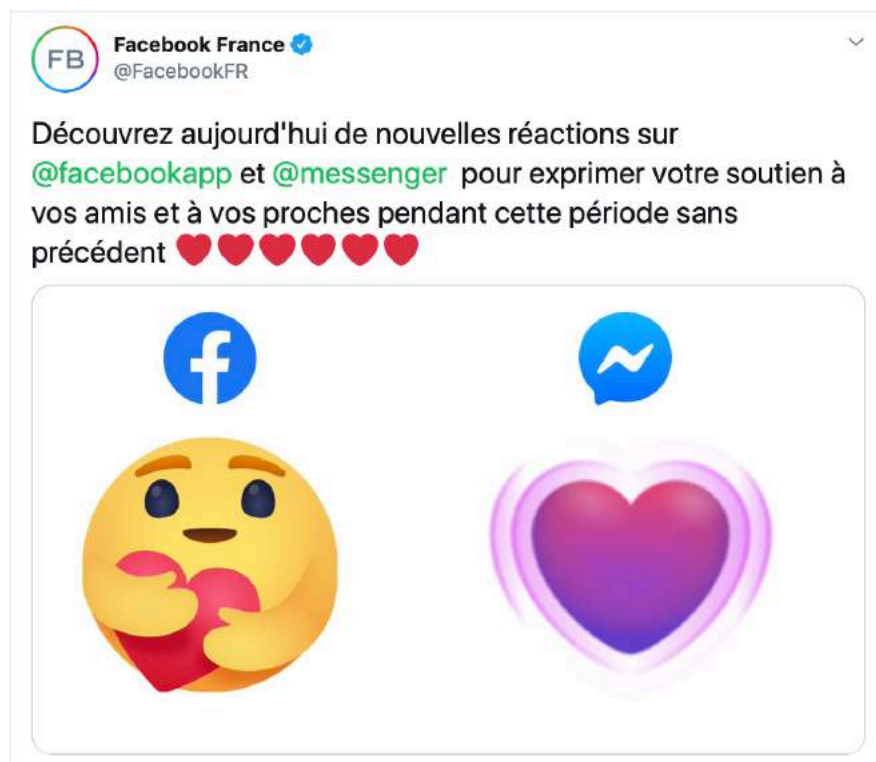 FB
Facebook France
@FacebookFR
Découvrez aujourd'hui de nouvelles réactions sur
@facebookapp et @messenger pour exprimer votre soutien à
vos amis et à vos proches pendant cette période sans
précédent ❤❤❤❤❤❤